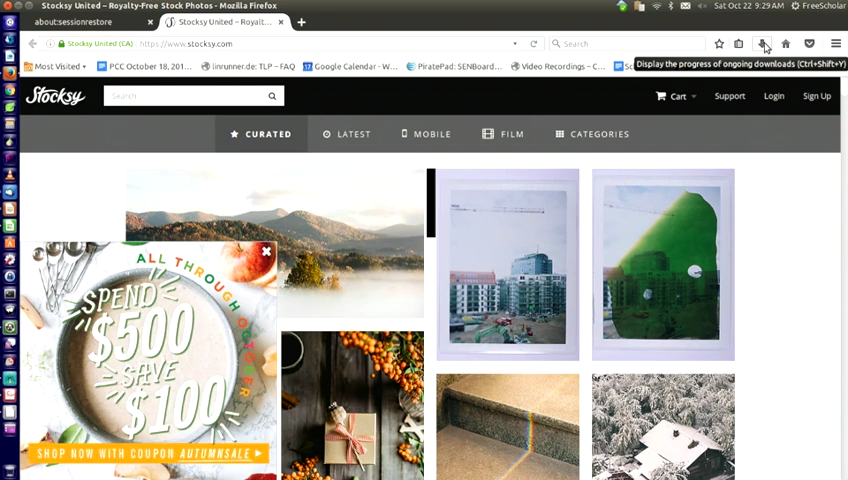 Stocksy United – Royalty-Free Stock Photos - Mozilla Firefox
Sat Oct 22 9:29 AM FreeScholar
about:sessionrestore
Stocksy United – Royalt...
Stocksy United (CA) https://www.stocksy.com
Search
Most Visited
PCC October 18, 201...
linrunner.de: TLP – FAQ
Google Calendar - W...
PiratePad: SENBoard...
Video Recordings – C...
Display the progress of ongoing downloads (Ctrl+Shift+Y)
Stocksy
Search
Cart
Support
Login
Sign Up
CURATED
LATEST
MOBILE
FILM
CATEGORIES
ALL THROUGH OCTOBER
SPEND
$500
SAVE
$100
SHOP NOW WITH COUPON AUTUMNSALE